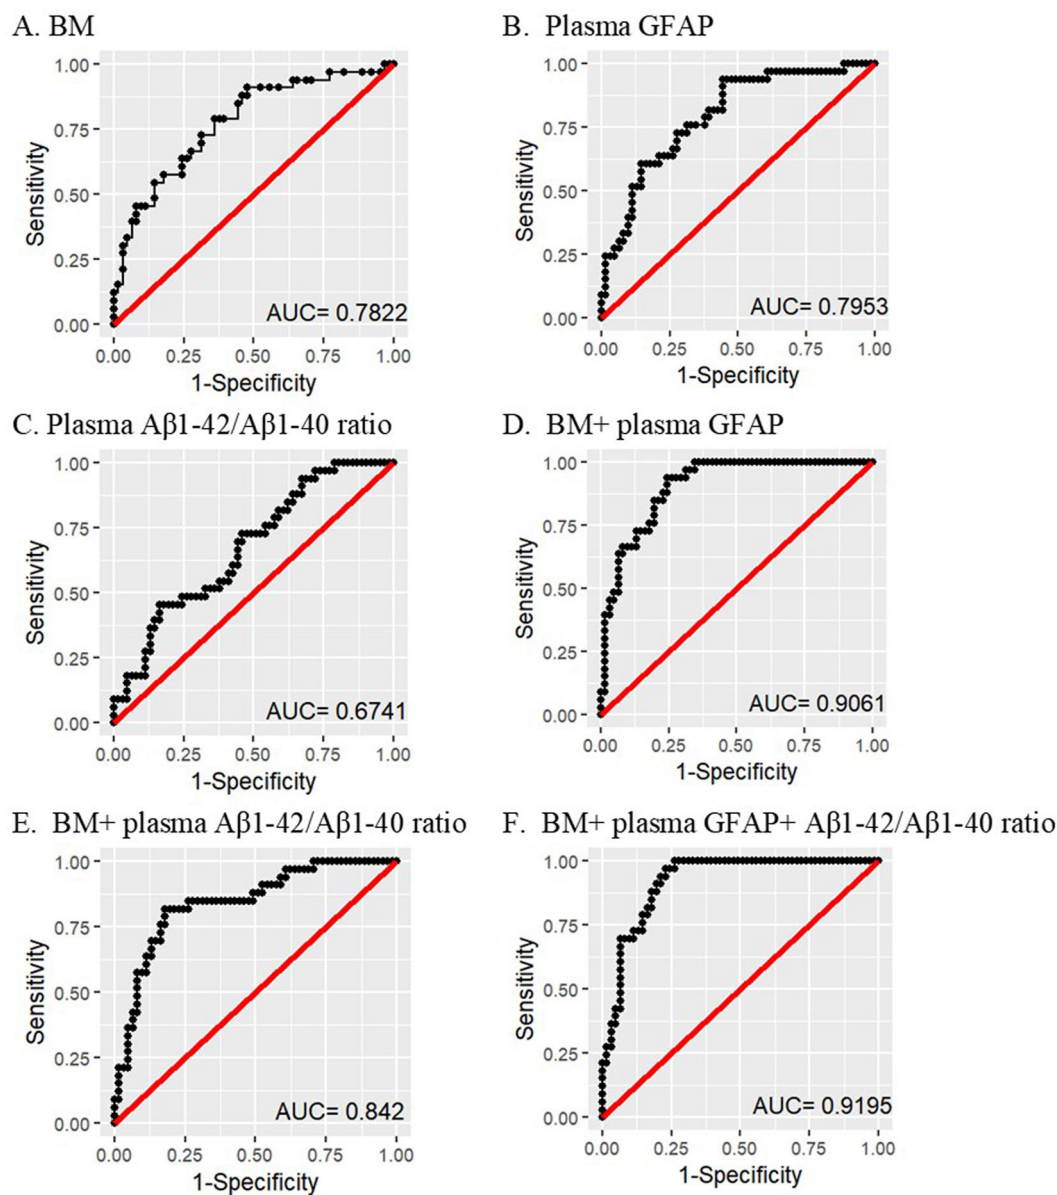 A. BM
1.00
0.75
0.50
0.25
0.00
Sensitivity
AUC= 0.7822
0.00 0.25 0.50 0.75 1.00
1-Specificity
B. Plasma GFAP
1.00
0.75
0.50
0.25
0.00
Sensitivity
AUC= 0.7953
0.00 0.25 0.50 0.75 1.00
1-Specificity
C. Plasma Aβ1-42/Aβ1-40 ratio
1.00
0.75
0.50
0.25
0.00
Sensitivity
AUC= 0.6741
0.00 0.25 0.50 0.75 1.00
1-Specificity
D. BM+ plasma GFAP
1.00
0.75
0.50
0.25
0.00
Sensitivity
AUC= 0.9061
0.00 0.25 0.50 0.75 1.00
1-Specificity
E. BM+ plasma Aβ1-42/Aβ1-40 ratio
1.00
0.75
0.50
0.25
0.00
Sensitivity
AUC= 0.842
0.00 0.25 0.50 0.75 1.00
1-Specificity
F. BM+ plasma GFAP+ Aβ1-42/Aβ1-40 ratio
1.00
0.75
0.50
0.25
0.00
Sensitivity
AUC= 0.9195
0.00 0.25 0.50 0.75 1.00
1-Specificity